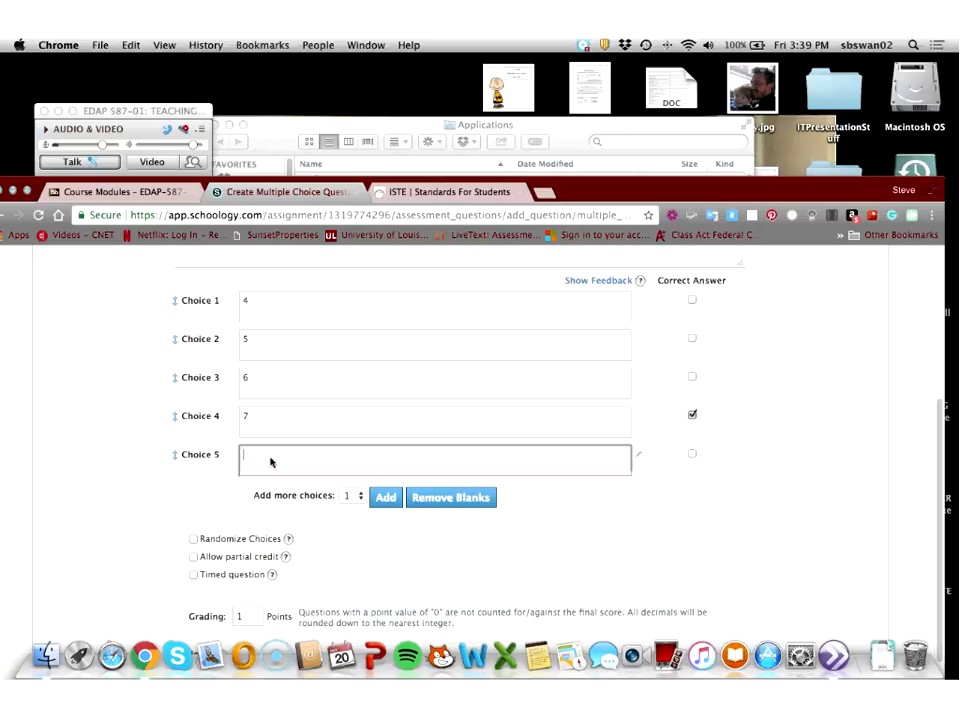 Chrome File Edit View History Bookmarks People Window Help 100% Fri 3:39 PM sbswan02
DOC
.jpg ITPresentationSt
uff
Macintosh OS
EDAP 587-01: TEACHING...
AUDIO & VIDEO
Talk Video
Applications
FAVORITES Name Date Modified Size Kind
Course Modules - EDAP-587- Create Multiple Choice Quest ISTE | Standards For Students Steve
Secure https://app.schoology.com/assignment/1319774296/assessment_questions/add_question/multiple_...
Apps Videos - CNET Netflix: Log In - Re... SunsetProperties UL University of Louis... LiveText: Assessme... Sign in to your acc... Class Act Federal C... » Other Bookmarks
Show Feedback ? Correct Answer
Choice 1 4
Choice 2 5
Choice 3 6
Choice 4 7
Choice 5
Add more choices: 1 Add Remove Blanks
Randomize Choices ?
Allow partial credit ?
Timed question ?
Grading: 1 Points Questions with a point value of "0" are not counted for/against the final score. All decimals will be
rounded down to the nearest integer.
20